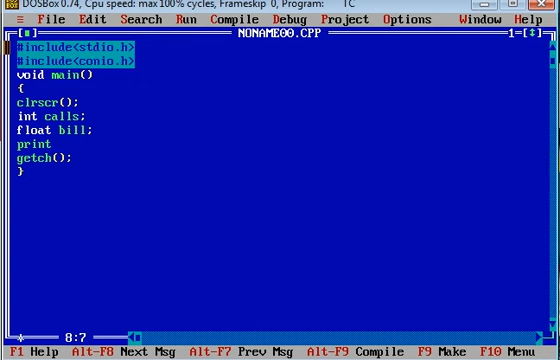 DOSBox 0.74, Cpu speed: max 100% cycles, Frameskip 0, Program: TC
≡ File Edit Search Run Compile Debug Project Options Window Help
[■] NONAME00.CPP 1=[↕]
#include<stdio.h>
#include<conio.h>
void main()
{
clrscr();
int calls;
float bill;
print
getch();
}
* 8:7
F1 Help Alt-F8 Next Msg Alt-F7 Prev Msg Alt-F9 Compile F9 Make F10 Menu